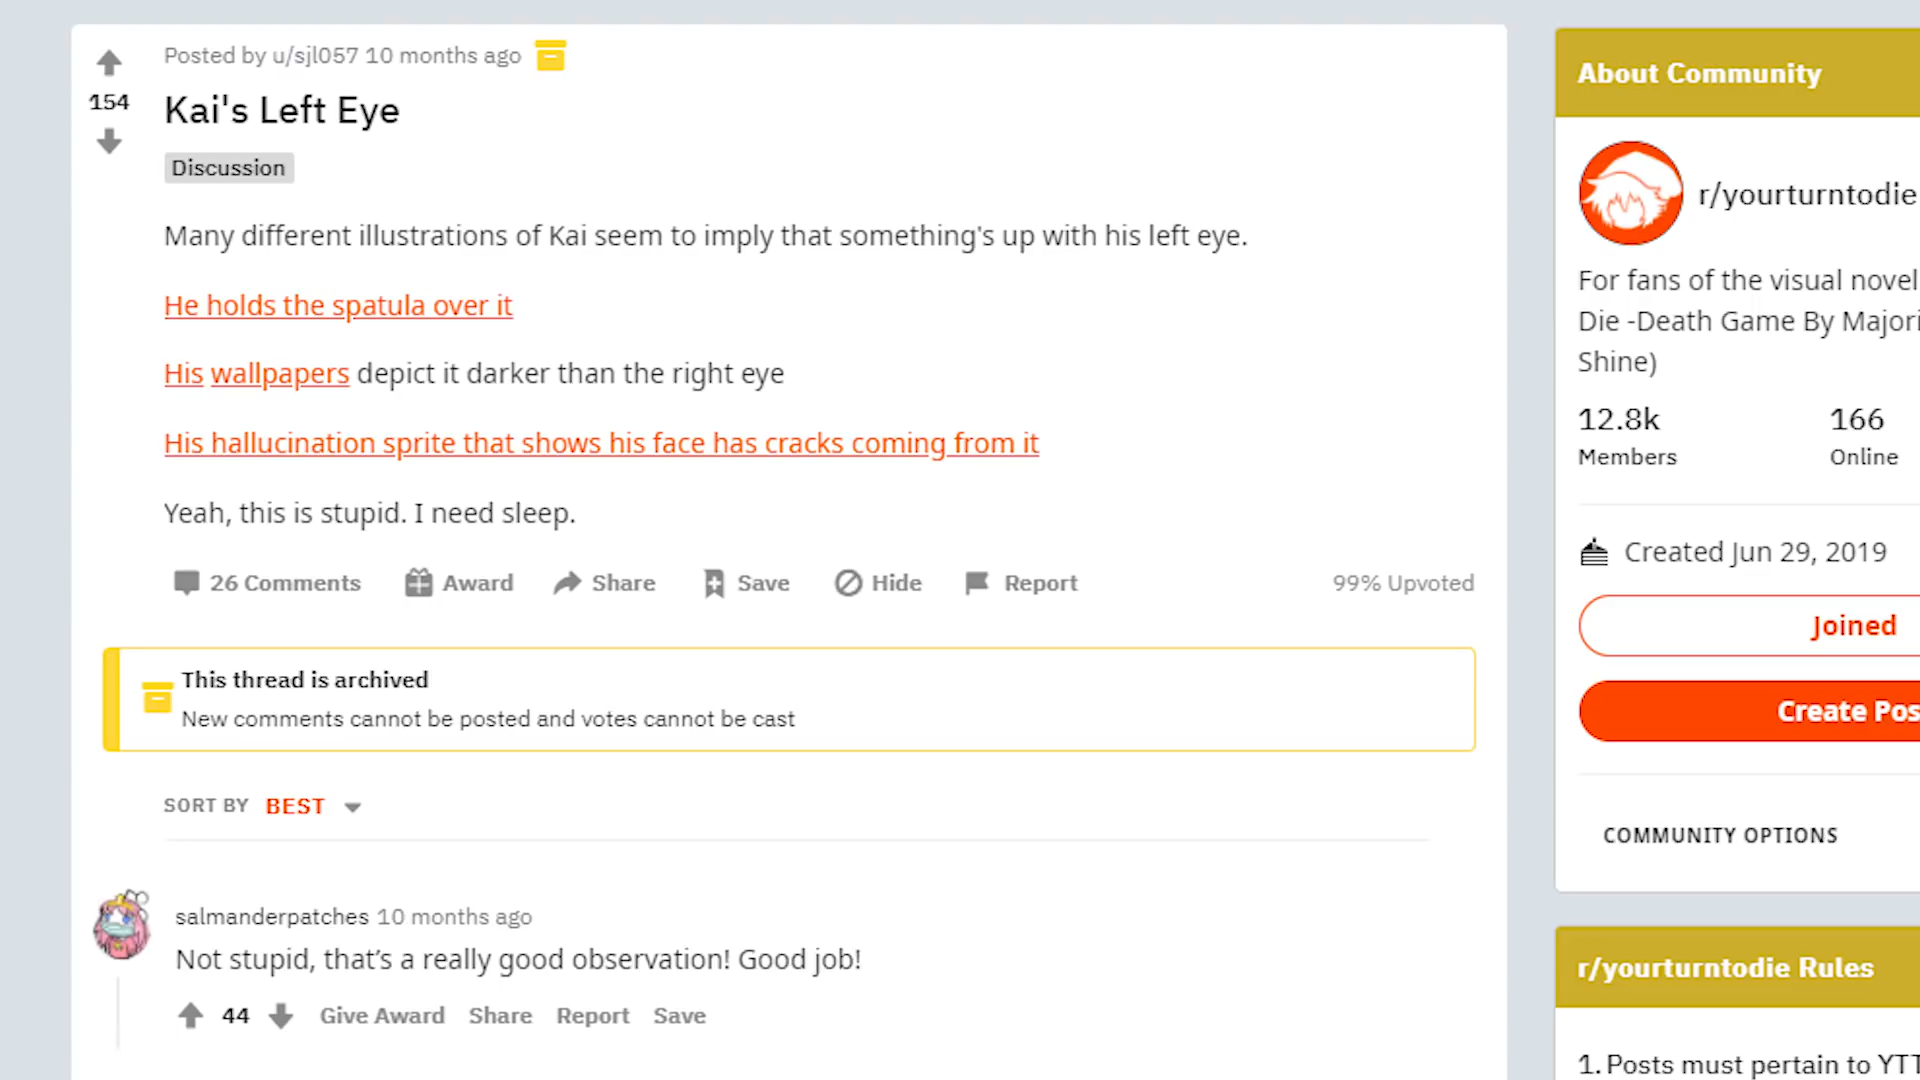 Posted by u/sjl057 10 months ago
154
Kai's Left Eye
Discussion
Many different illustrations of Kai seem to imply that something's up with his left eye.
He holds the spatula over it
His wallpapers depict it darker than the right eye
His hallucination sprite that shows his face has cracks coming from it
Yeah, this is stupid. I need sleep.
26 Comments Award Share Save Hide Report 99% Upvoted
This thread is archived
New comments cannot be posted and votes cannot be cast
SORT BY BEST
salmanderpatches 10 months ago
Not stupid, that’s a really good observation! Good job!
44 Give Award Share Report Save
About Community
r/yourturntodie
For fans of the visual novel
Die -Death Game By Majori
Shine)
12.8k 166
Members Online
Created Jun 29, 2019
Joined
Create Pos
COMMUNITY OPTIONS
r/yourturntodie Rules
1. Posts must pertain to YTT